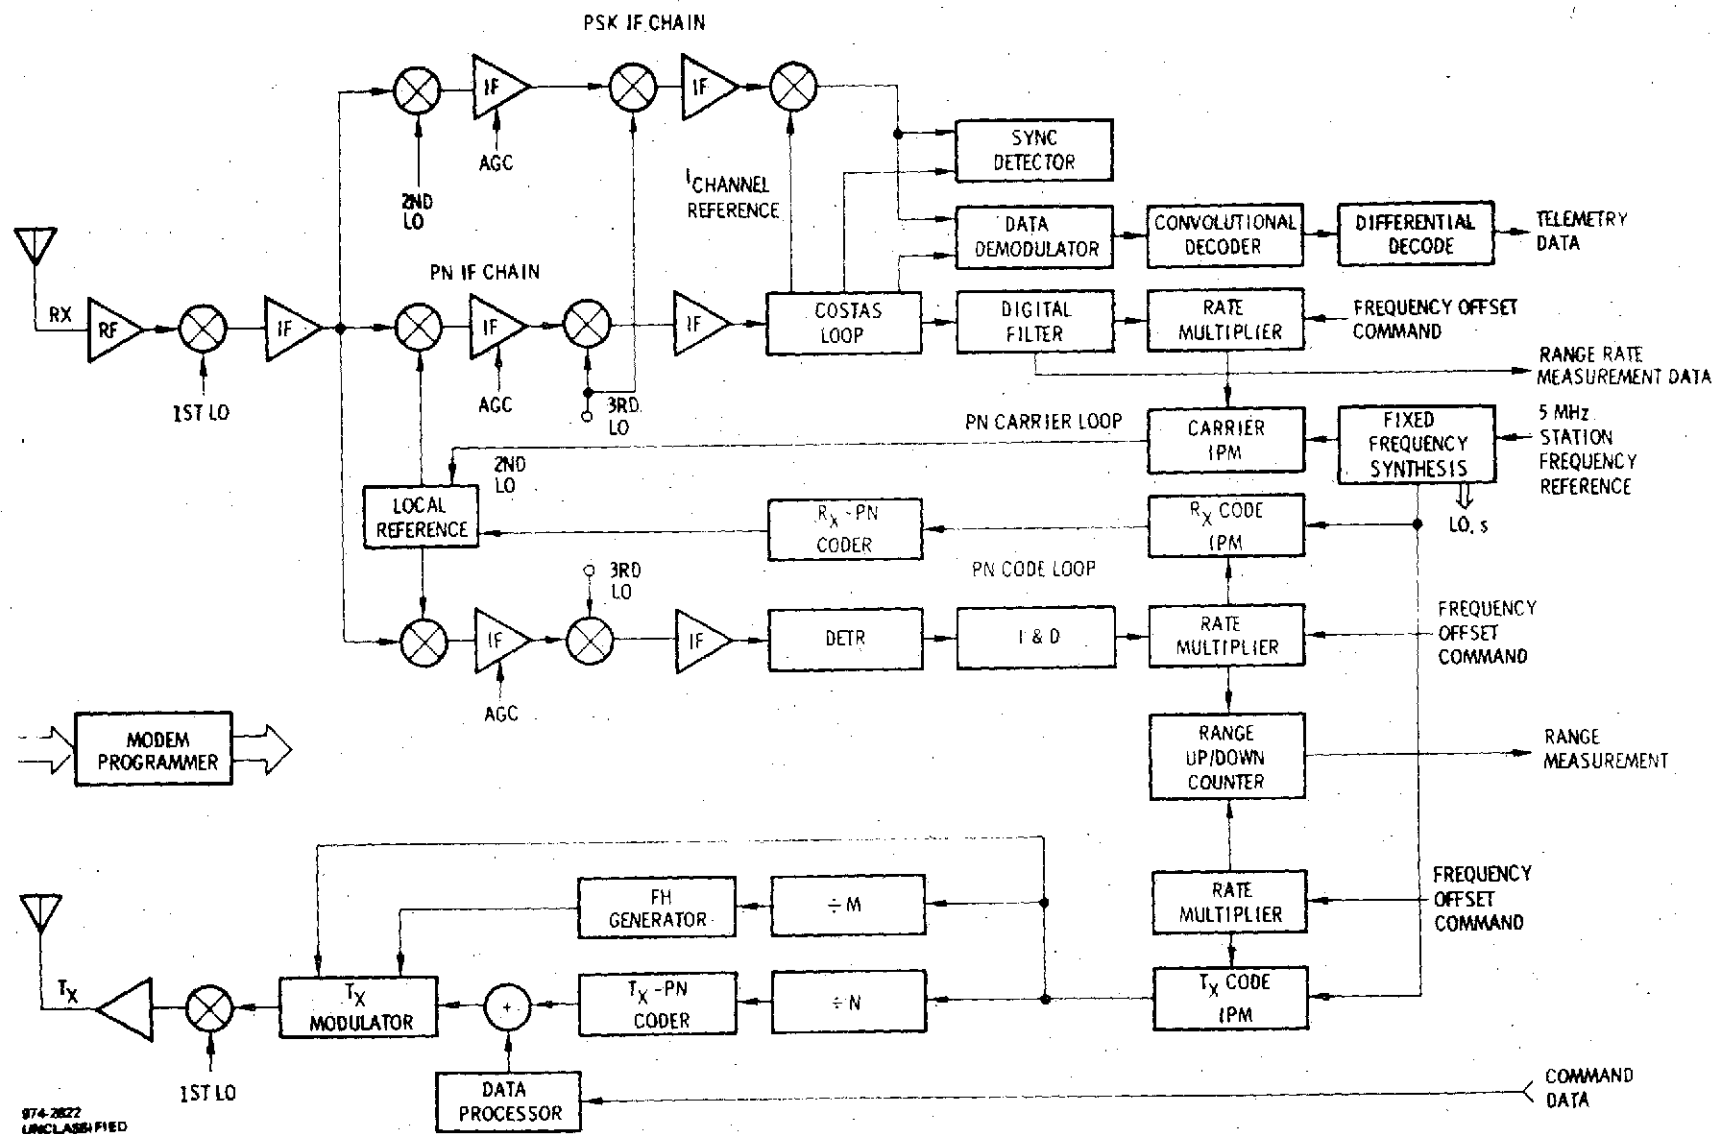 PSK IF CHAIN
IF
IF
AGC
2ND
LO
I CHANNEL
REFERENCE
SYNC
DETECTOR
DATA
DEMODULATOR
CONVOLUTIONAL
DECODER
DIFFERENTIAL
DECODE
TELEMETRY
DATA
PN IF CHAIN
RX
RF
IF
IF
IF
COSTAS
LOOP
DIGITAL
FILTER
RATE
MULTIPLIER
FREQUENCY OFFSET
COMMAND
1ST LO
AGC
3RD
LO
RANGE RATE
MEASUREMENT DATA
PN CARRIER LOOP
CARRIER
IPM
FIXED
FREQUENCY
SYNTHESIS
5 MHz
STATION
FREQUENCY
REFERENCE
2ND
LO
LOCAL
REFERENCE
RX -PN
CODER
RX CODE
IPM
LO, s
3RD
LO
PN CODE LOOP
IF
IF
DETR
I & D
RATE
MULTIPLIER
FREQUENCY
OFFSET
COMMAND
AGC
MODEM
PROGRAMMER
RANGE
UP/DOWN
COUNTER
RANGE
MEASUREMENT
FH
GENERATOR
÷ M
RATE
MULTIPLIER
FREQUENCY
OFFSET
COMMAND
TX
TX
MODULATOR
+
TX -PN
CODER
÷ N
TX CODE
IPM
1ST LO
DATA
PROCESSOR
COMMAND
DATA
974-2822
UNCLASSIFIED